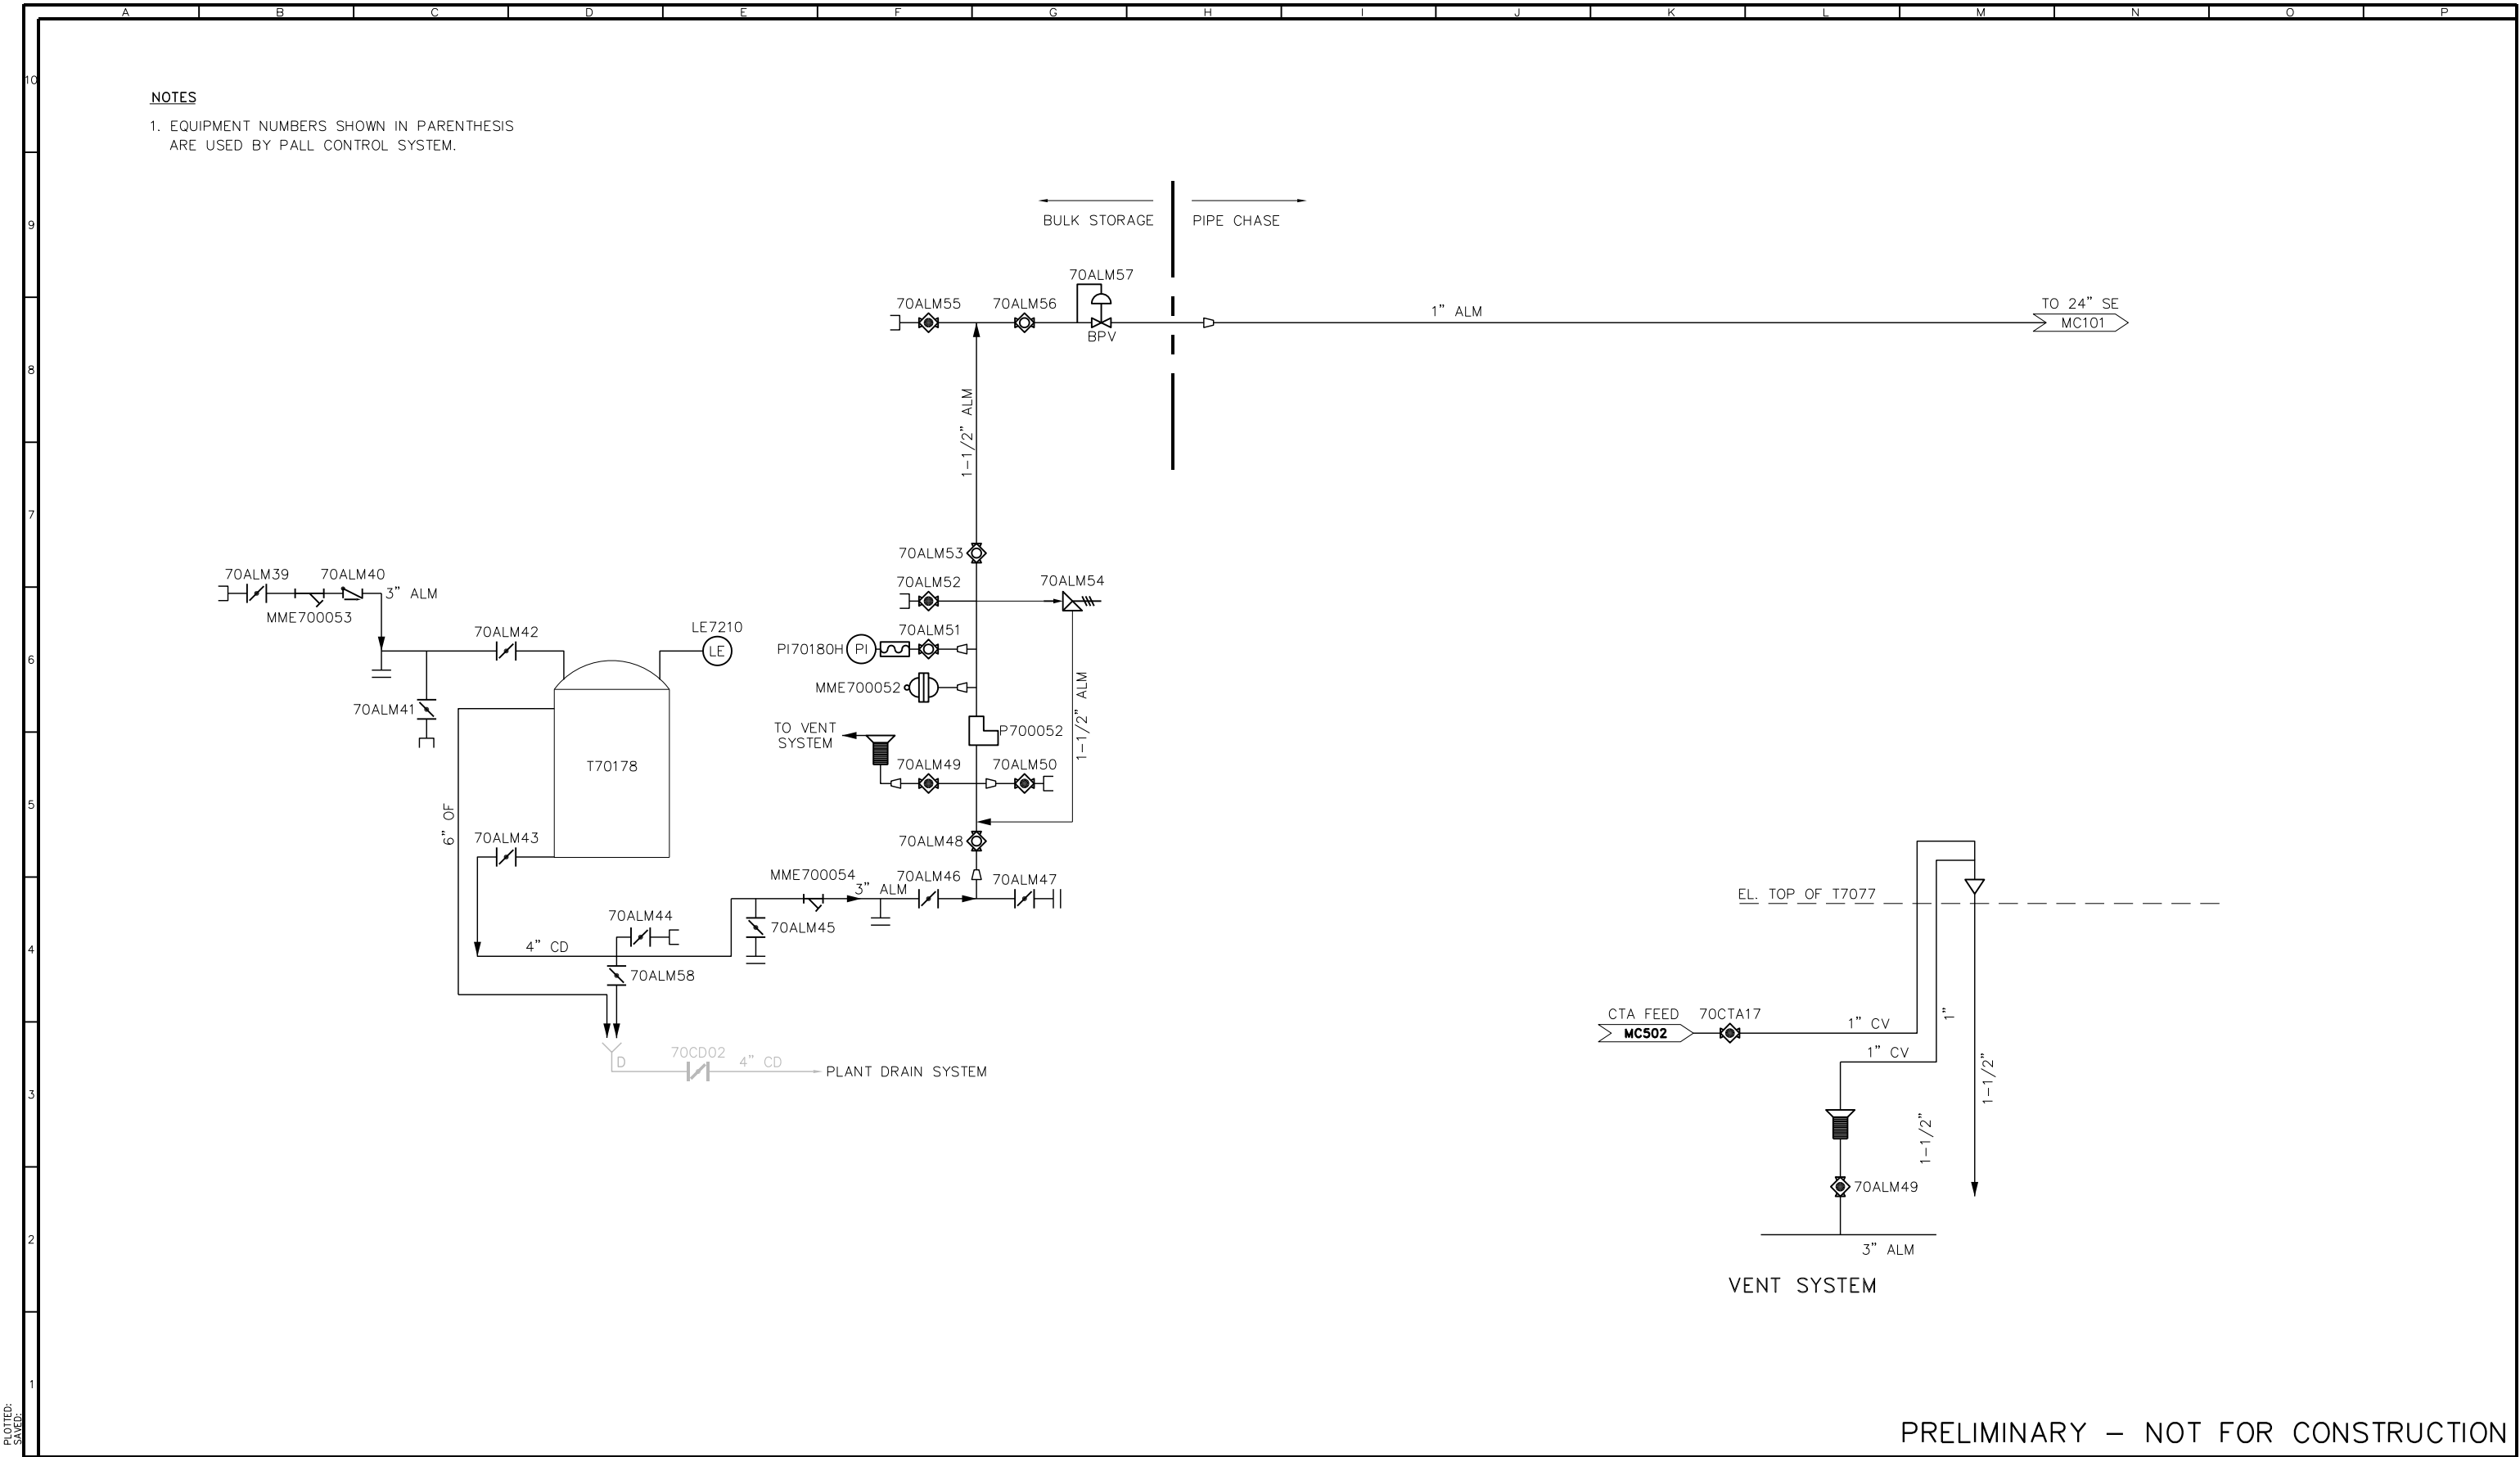 A B C D E F G H I J K L M N O P
10
9
8
7
6
5
4
3
2
1
NOTES
1. EQUIPMENT NUMBERS SHOWN IN PARENTHESIS
ARE USED BY PALL CONTROL SYSTEM.
BULK STORAGE
PIPE CHASE
70ALM57
70ALM55
70ALM56
BPV
1" ALM
TO 24" SE
MC101
1-1/2" ALM
70ALM53
70ALM39
70ALM40
3" ALM
MME700053
70ALM52
70ALM54
70ALM42
LE7210
LE
70ALM51
PI70180H
PI
MME700052
70ALM41
1-1/2" ALM
TO VENT
SYSTEM
P700052
T70178
70ALM49
70ALM50
6" OF
70ALM43
70ALM48
MME700054
3" ALM
70ALM46
70ALM47
70ALM44
70ALM45
4" CD
70ALM58
70CD02
D
4" CD
PLANT DRAIN SYSTEM
EL. TOP OF T7077
CTA FEED
MC502
70CTA17
1" CV
1"
1" CV
1-1/2"
1-1/2"
70ALM49
3" ALM
VENT SYSTEM
PLOTTED:
SAVED:
PRELIMINARY – NOT FOR CONSTRUCTION